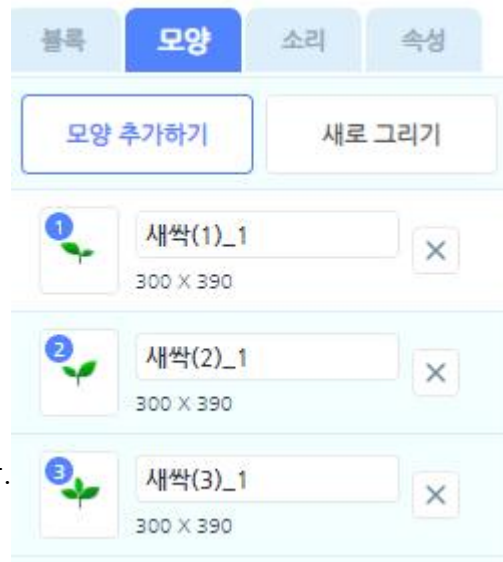 블록 모양 소리 속성
모양 추가하기 새로 그리기
1 새싹(1)_1
300 X 390
2 새싹(2)_1
300 X 390
3 새싹(3)_1
300 X 390